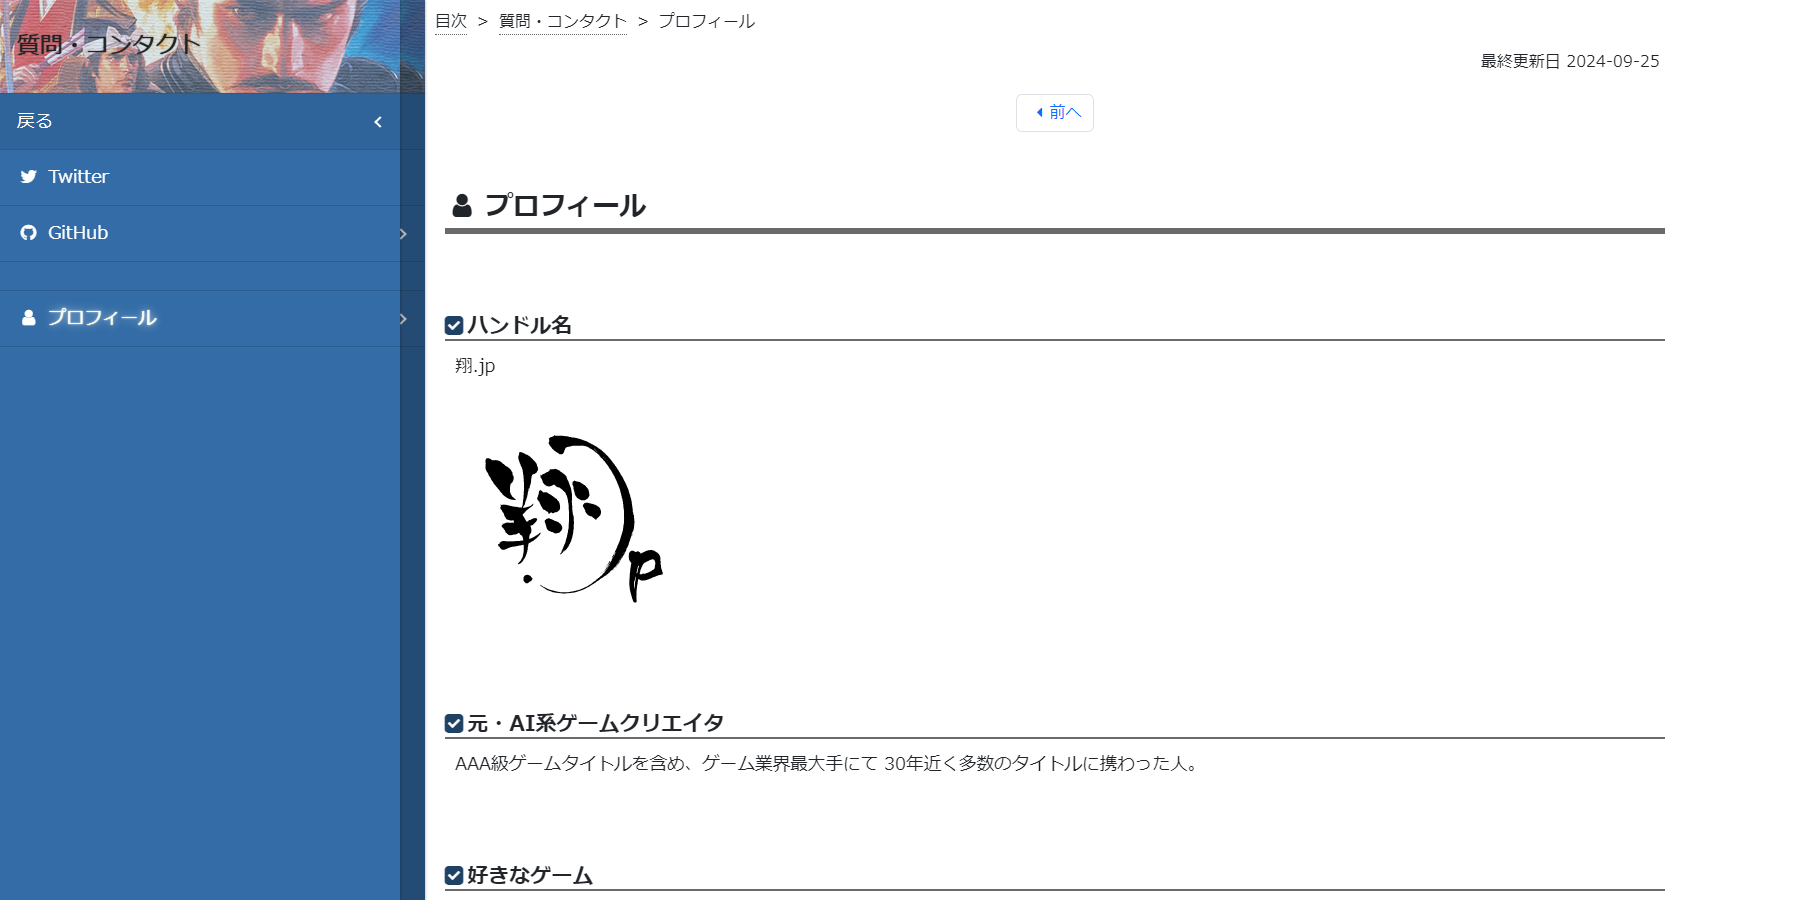 質問・コンタクト
戻る
Twitter
GitHub
プロフィール
目次 > 質問・コンタクト > プロフィール
最終更新日 2024-09-25
前へ
プロフィール
ハンドル名
翔.jp
翔.jp
元・AI系ゲームクリエイタ
AAA級ゲームタイトルを含め、ゲーム業界最大手にて 30年近く多数のタイトルに携わった人。
好きなゲーム